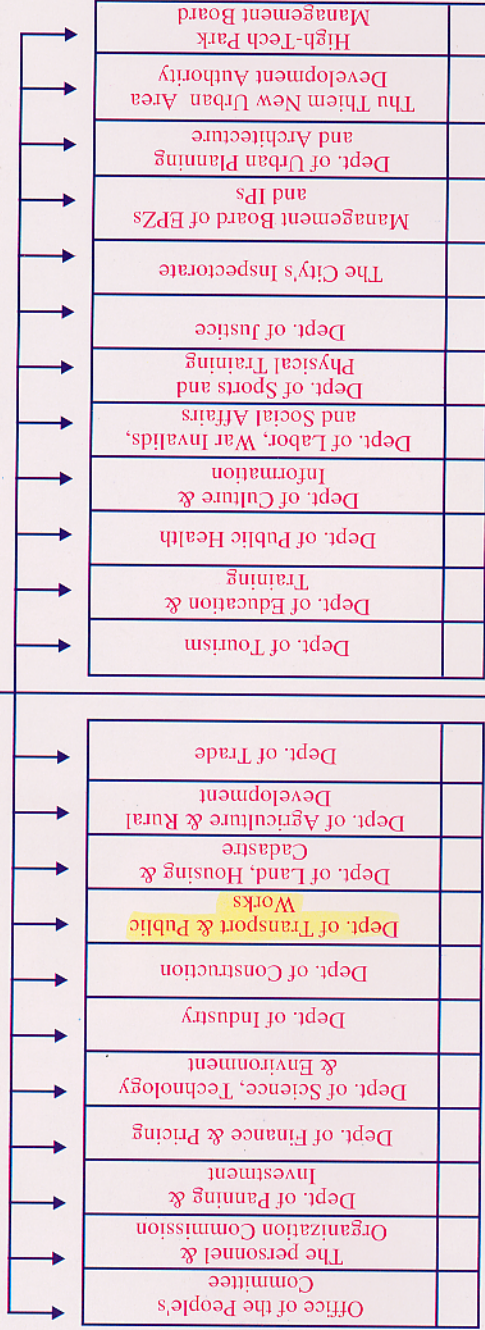 Office of the People's
Committee
The personnel &
Organization Commission
Dept. of Panning &
Investment
Dept. of Finance & Pricing
Dept. of Science, Technology
& Environment
Dept. of Industry
Dept. of Construction
Dept. of Transport & Public
Works
Dept. of Land, Housing &
Cadastre
Dept. of Agriculture & Rural
Development
Dept. of Trade
Dept. of Tourism
Dept. of Education &
Training
Dept. of Public Health
Dept. of Culture &
Information
Dept. of Labor, War Invalids,
and Social Affairs
Dept. of Sports and
Physical Training
Dept. of Justice
The City's Inspectorate
Management Board of EPZs
and IPs
Dept. of Urban Planning
and Architecture
Thu Thiem New Urban Area
Development Authority
High-Tech Park
Management Board